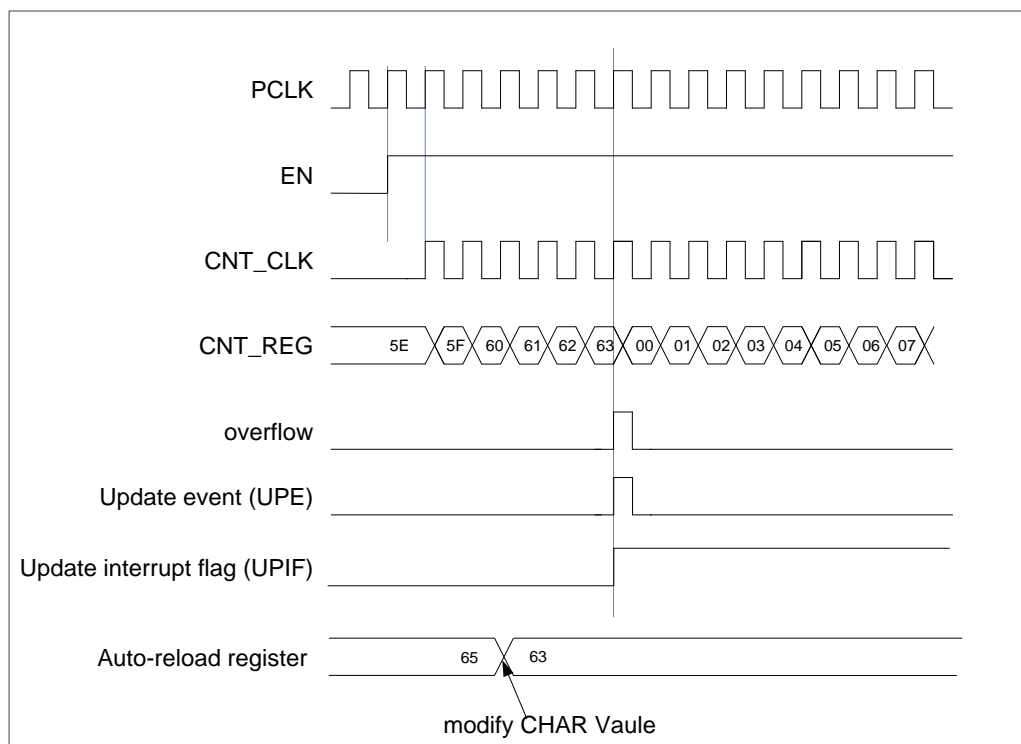 PCLK
EN
CNT_CLK
CNT_REG 5E 5F 60 61 62 63 00 01 02 03 04 05 06 07
overflow
Update event (UPE)
Update interrupt flag (UPIF)
Auto-reload register 65 63
modify CHAR Vaule